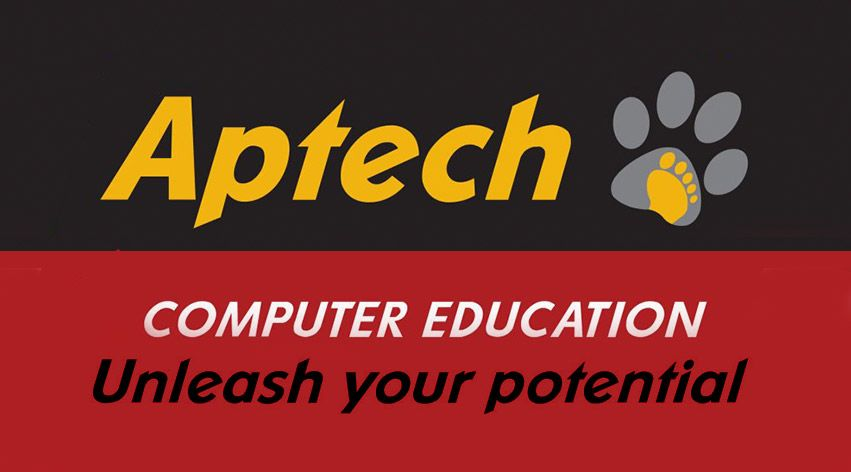 Aptech
COMPUTER EDUCATION
Unleash your potential